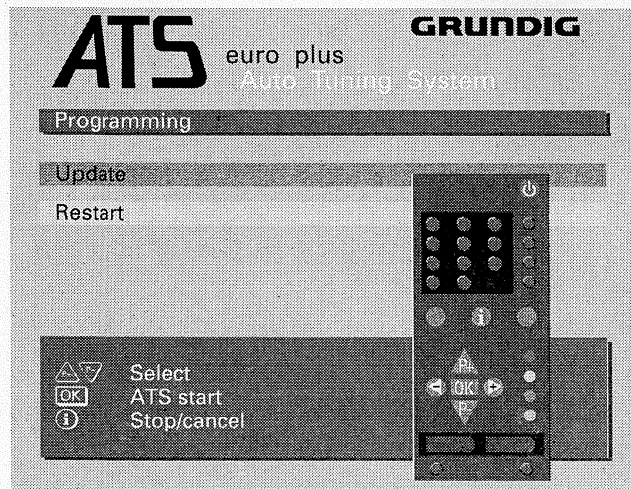 GRUNDIG
ATS euro plus
Auto Tuning System
Programming
Update
Restart
P+
- OK +
P-
Select
OK ATS start
i Stop/cancel